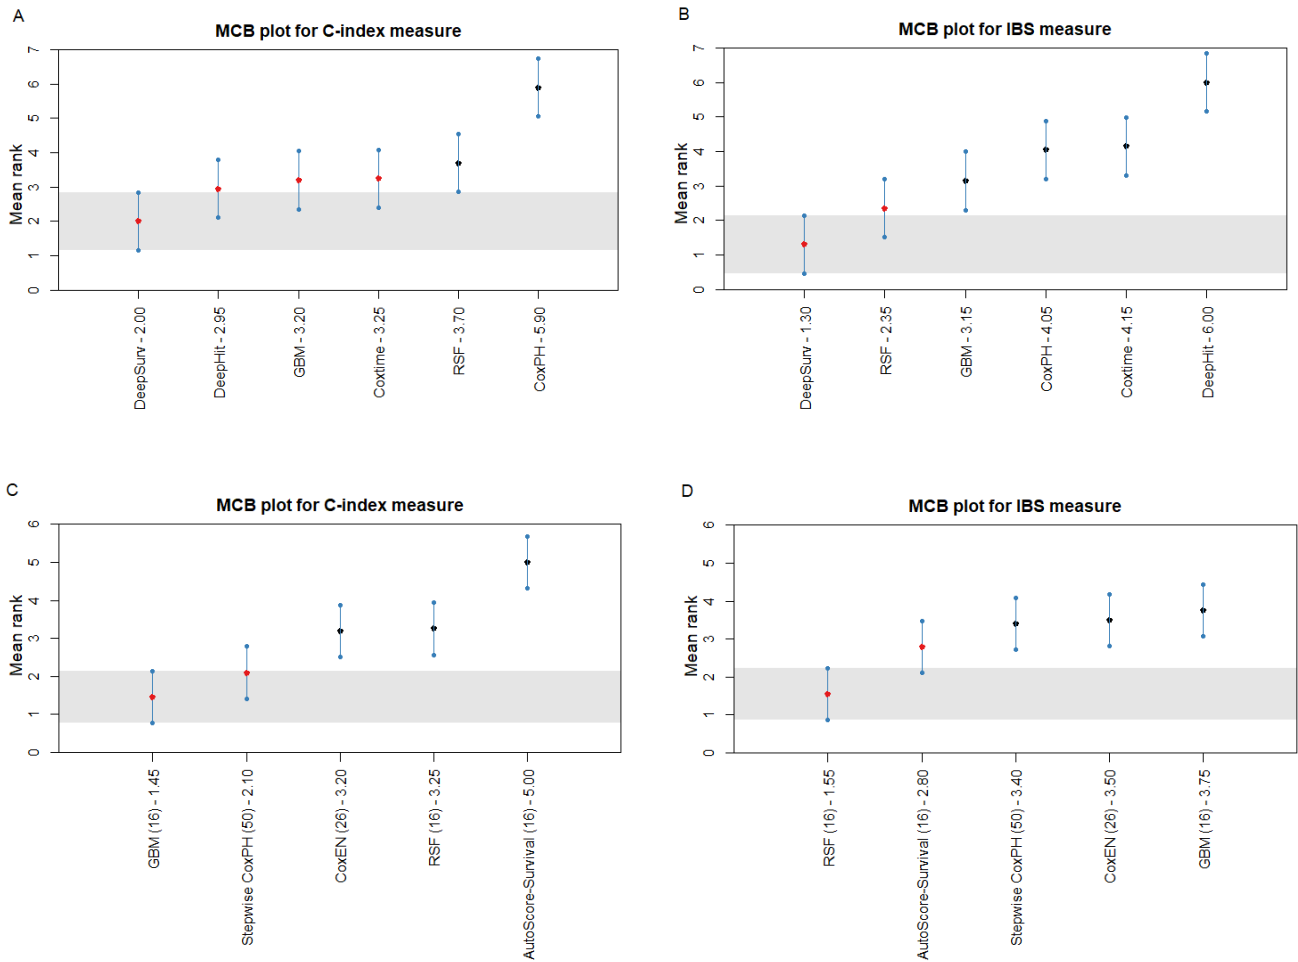 A
MCB plot for C-index measure
Mean rank
7
6
5
4
3
2
1
0
DeepSurv - 2.00
DeepHit - 2.95
GBM - 3.20
Coxtime - 3.25
RSF - 3.70
CoxPH - 5.90
B
MCB plot for IBS measure
Mean rank
7
6
5
4
3
2
1
0
DeepSurv - 1.30
RSF - 2.35
GBM - 3.15
CoxPH - 4.05
Coxtime - 4.15
DeepHit - 6.00
C
MCB plot for C-index measure
Mean rank
6
5
4
3
2
1
0
GBM (16) - 1.45
Stepwise CoxPH (50) - 2.10
CoxEN (26) - 3.20
RSF (16) - 3.25
AutoScore-Survival (16) - 5.00
D
MCB plot for IBS measure
Mean rank
6
5
4
3
2
1
0
RSF (16) - 1.55
AutoScore-Survival (16) - 2.80
Stepwise CoxPH (50) - 3.40
CoxEN (26) - 3.50
GBM (16) - 3.75